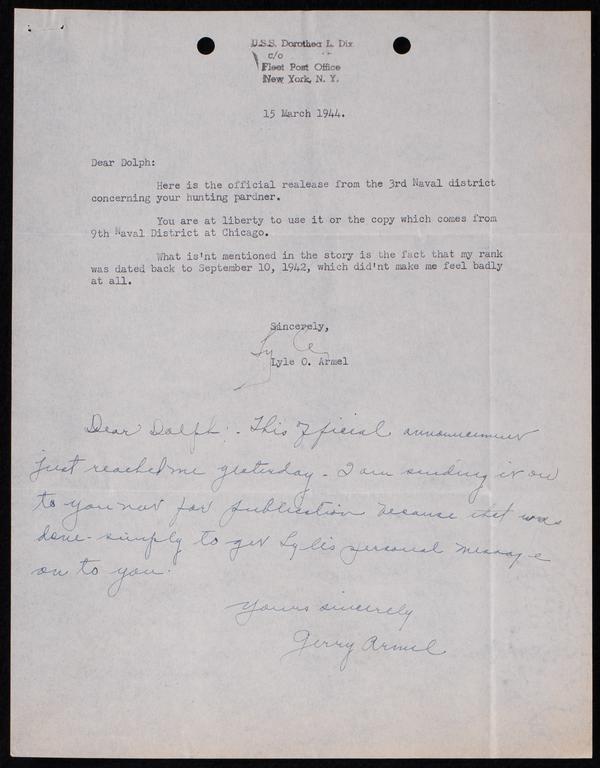 U.S.S. Dorothea L. Dix
c/o
Fleet Post Office
New York, N. Y.
15 March 1944.
Dear Dolph:
Here is the official realease from the 3rd Naval district
concerning your hunting pardner.
You are at liberty to use it or the copy which comes from
9th Naval District at Chicago.
What is'nt mentioned in the story is the fact that my rank
was dated back to September 10, 1942, which did'nt make me feel badly
at all.
Sincerely,
Lyle
Lyle O. Armel
Dear Dolph:- This official announcement
just reached me yesterday - I am sending it on
to you not for publication because that was
done - simply to get Lyle's personal message
on to you.
Yours sincerely
Gerry Armel